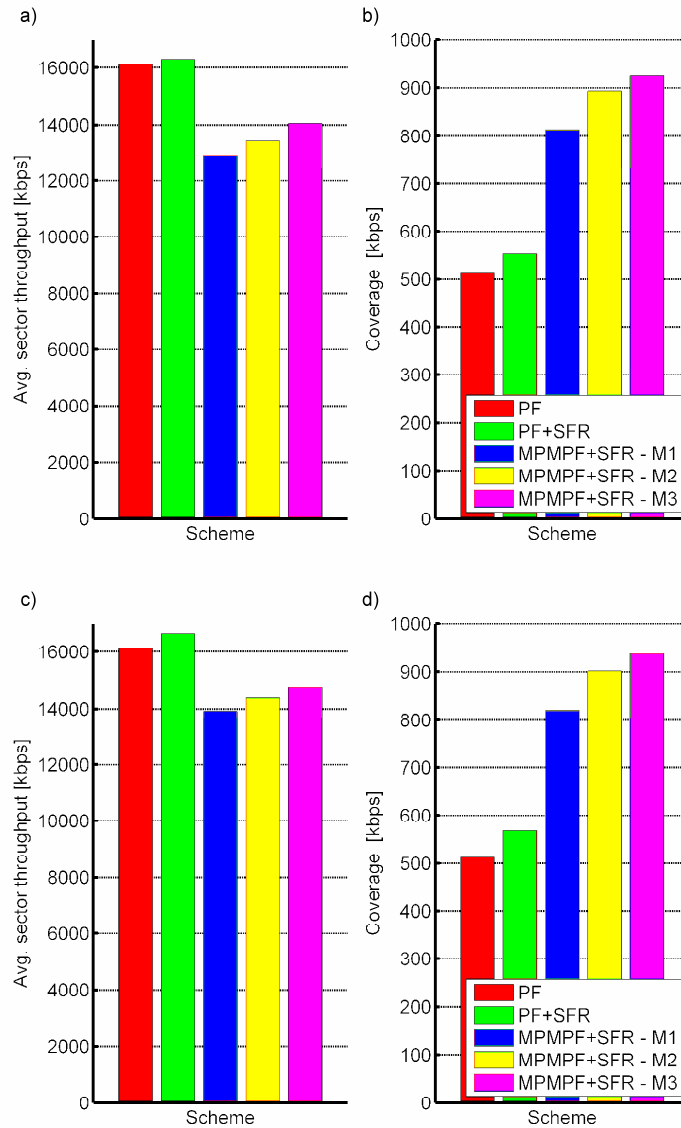 a)
Avg. sector throughput [kbps]
16000
14000
12000
10000
8000
6000
4000
2000
0
Scheme
b)
Coverage [kbps]
1000
900
800
700
600
500
400
300
200
100
0
PF
PF+SFR
MPMPF+SFR - M1
MPMPF+SFR - M2
MPMPF+SFR - M3
Scheme
c)
Avg. sector throughput [kbps]
16000
14000
12000
10000
8000
6000
4000
2000
0
Scheme
d)
Coverage [kbps]
1000
900
800
700
600
500
400
300
200
100
0
PF
PF+SFR
MPMPF+SFR - M1
MPMPF+SFR - M2
MPMPF+SFR - M3
Scheme